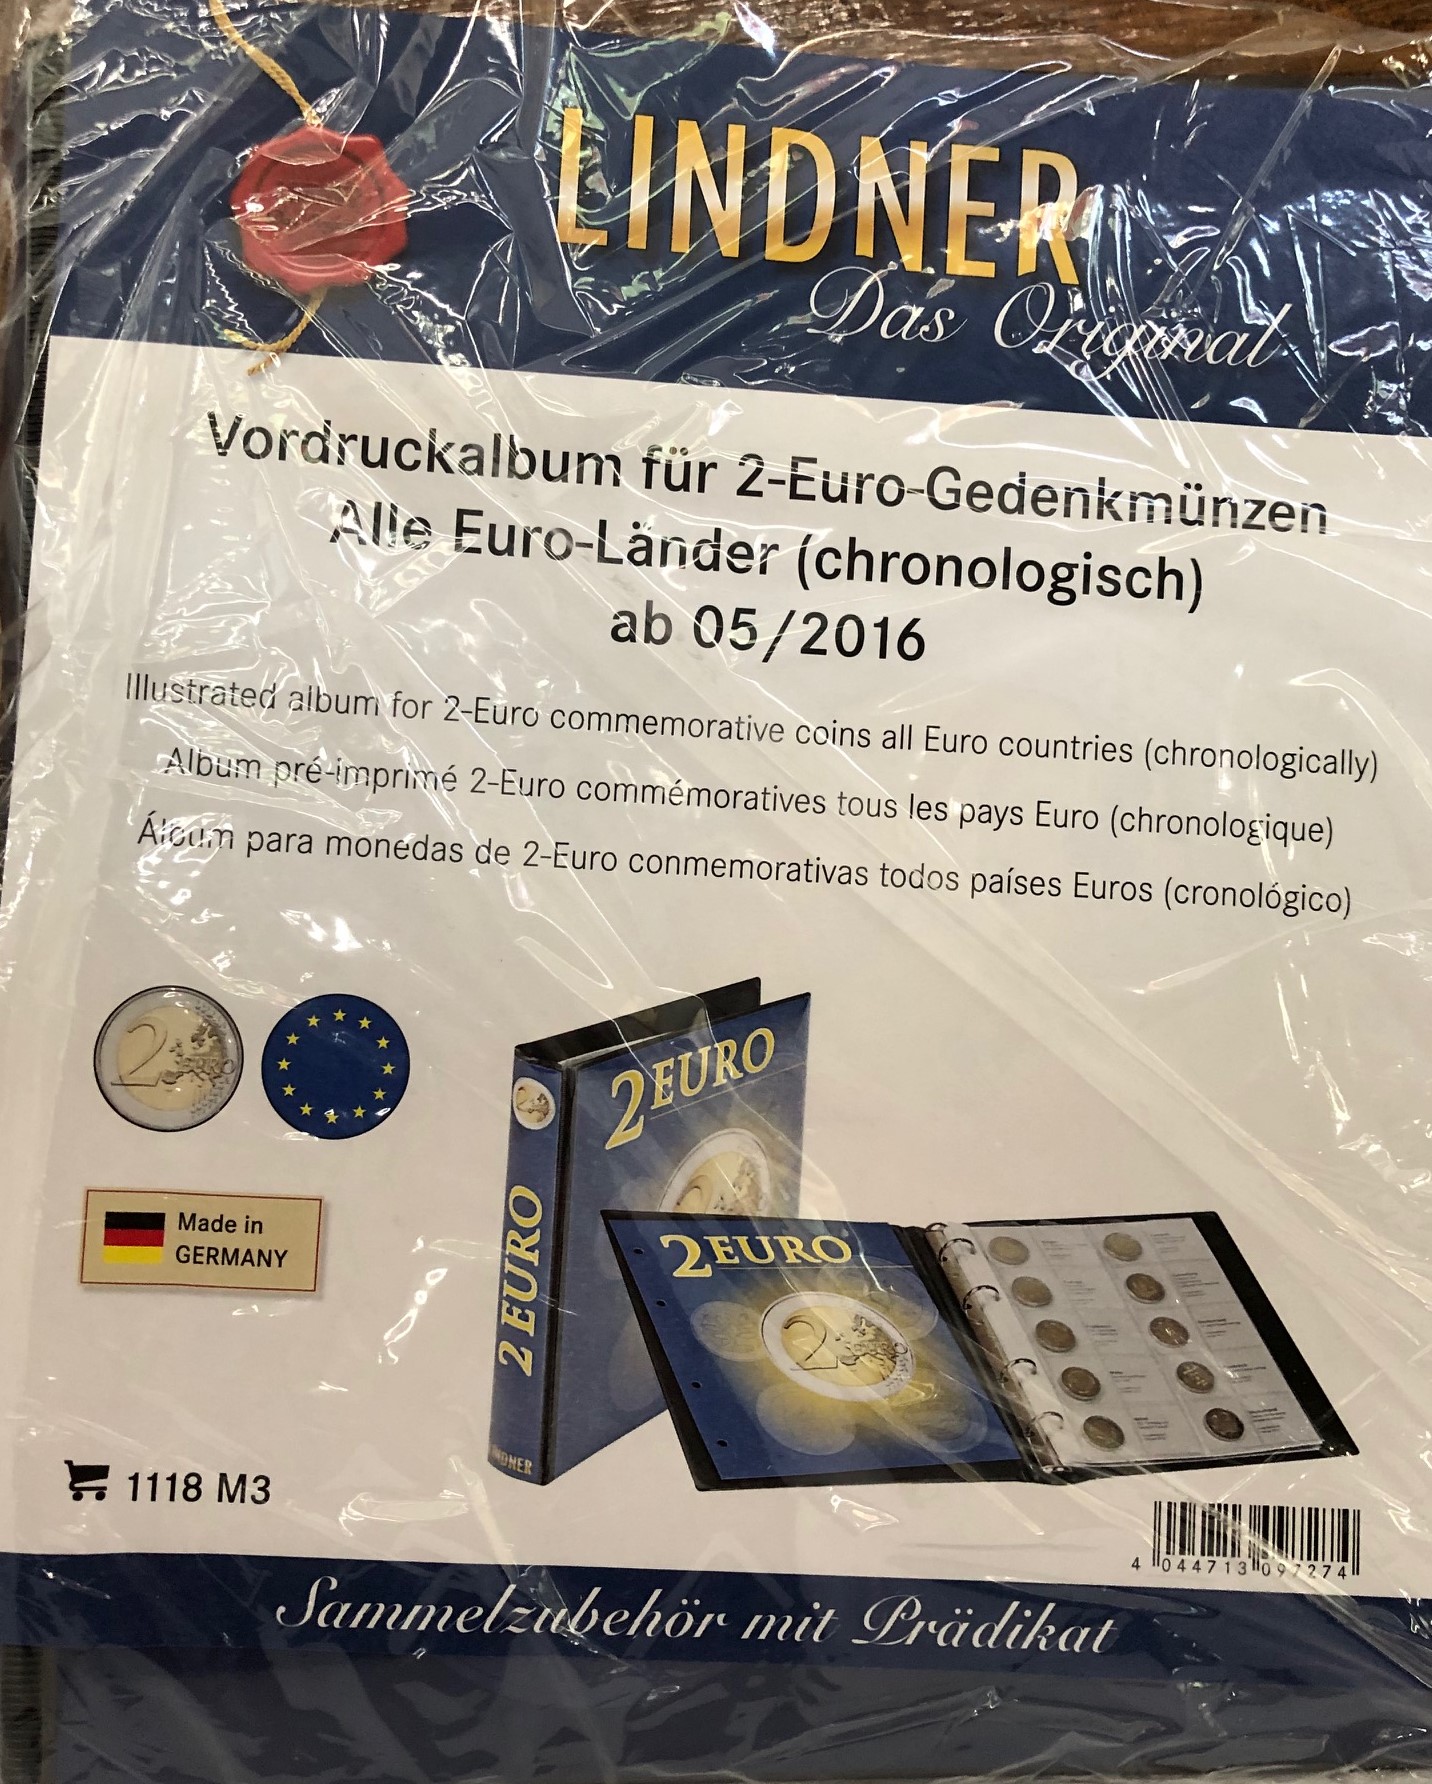 LINDNER
Das Original
Vordruckalbum für 2-Euro-Gedenkmünzen
Alle Euro-Länder (chronologisch)
ab 05/2016
Illustrated album for 2-Euro commemorative coins all Euro countries (chronologically)
Album pré-imprimé 2-Euro commémoratives tous les pays Euro (chronologique)
Álbum para monedas de 2-Euro conmemorativas todos países Euros (cronológico)
2 EURO
2 EURO
2 EURO
2 EURO
2
LINDNER
Made in
GERMANY
1118 M3
4 044713 097274
Sammelzubehör mit Prädikat